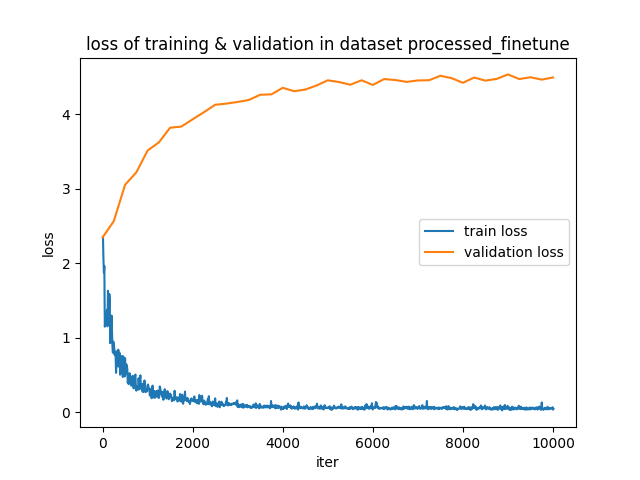 loss of training & validation in dataset processed_finetune
loss
4
3
2
1
0
train loss
validation loss
0 2000 4000 6000 8000 10000
iter